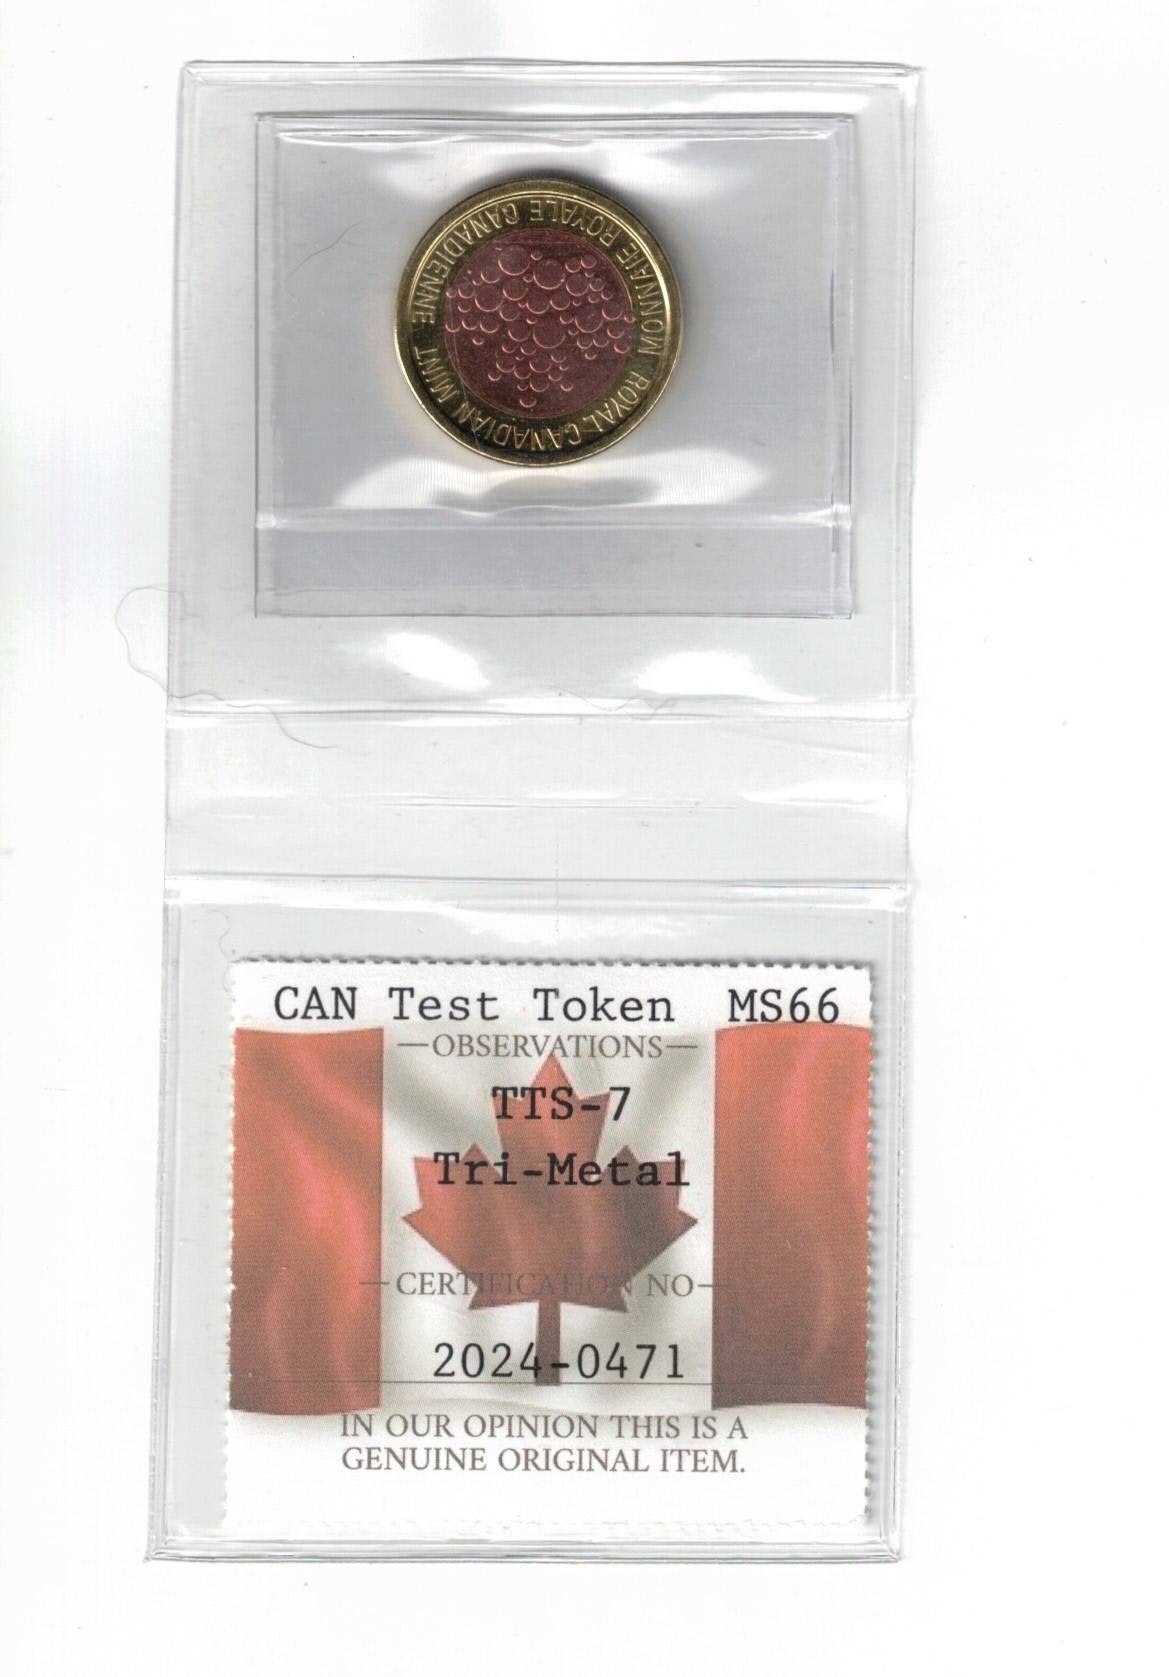 MONNAIE ROYALE CANADIENNE
ROYAL CANADIAN MINT
CAN Test Token MS66
OBSERVATIONS
TTS-7
Tri-Metal
CERTIFICATION NO
2024-0471
IN OUR OPINION THIS IS A
GENUINE ORIGINAL ITEM.